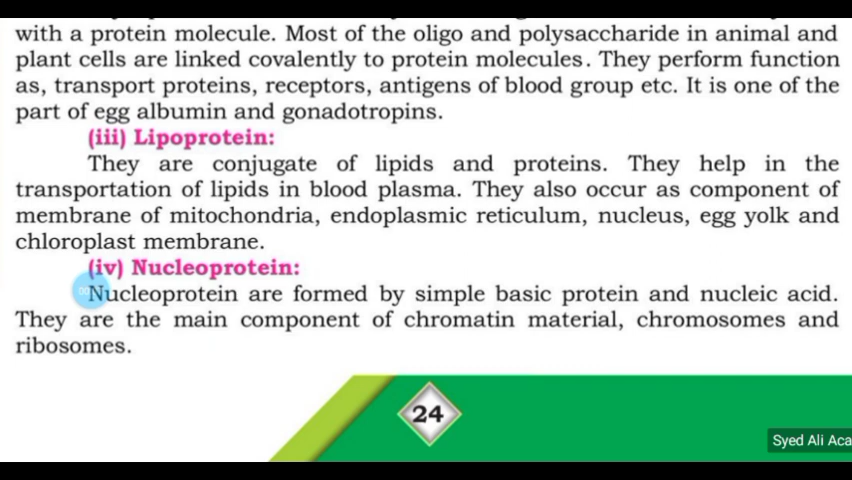 with a protein molecule. Most of the oligo and polysaccharide in animal and
plant cells are linked covalently to protein molecules. They perform function
as, transport proteins, receptors, antigens of blood group etc. It is one of the
part of egg albumin and gonadotropins.
(iii) Lipoprotein:
They are conjugate of lipids and proteins. They help in the
transportation of lipids in blood plasma. They also occur as component of
membrane of mitochondria, endoplasmic reticulum, nucleus, egg yolk and
chloroplast membrane.
(iv) Nucleoprotein:
Nucleoprotein are formed by simple basic protein and nucleic acid.
They are the main component of chromatin material, chromosomes and
ribosomes.
24
Syed Ali Aca